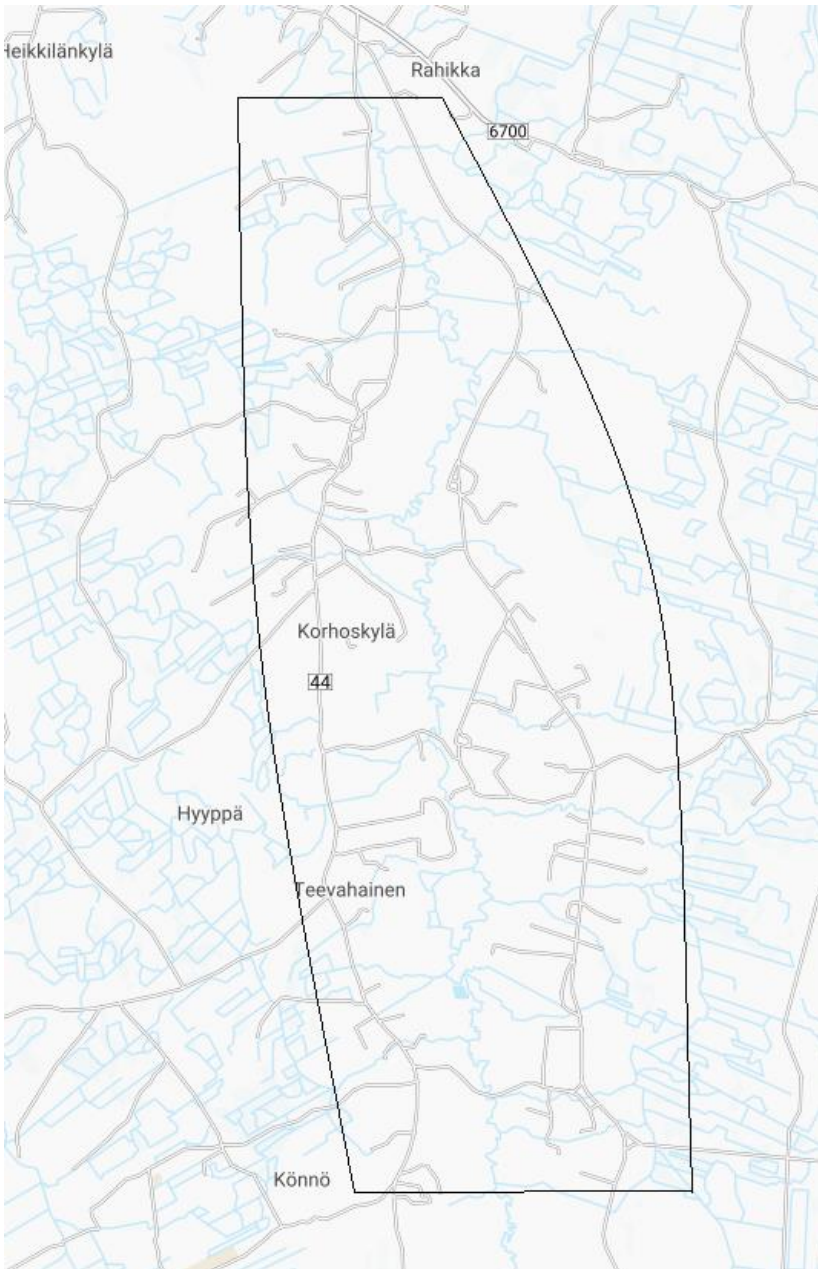 Heikkilänkylä
Rahikka
6700
Korhoskylä
44
Hyyppä
Teevahainen
Könnö